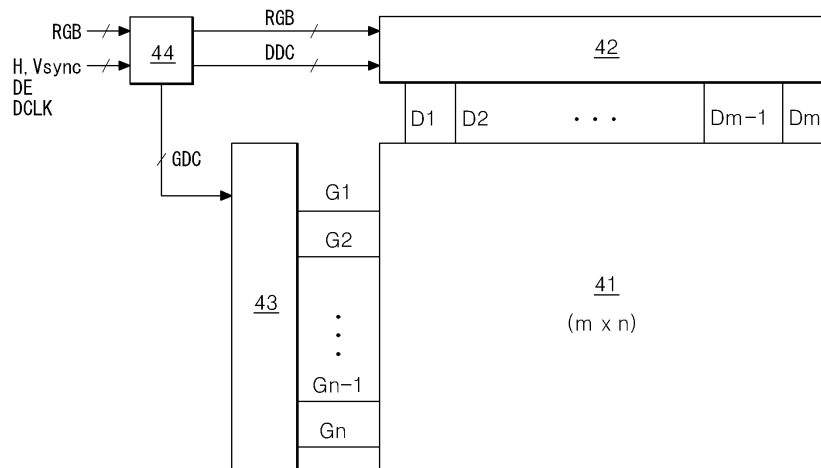 RGB
RGB
44
42
H, Vsync
DDC
DE
DCLK
D1 D2 ... Dm-1 Dm
GDC
G1
G2
43
41
(m x n)
Gn-1
Gn